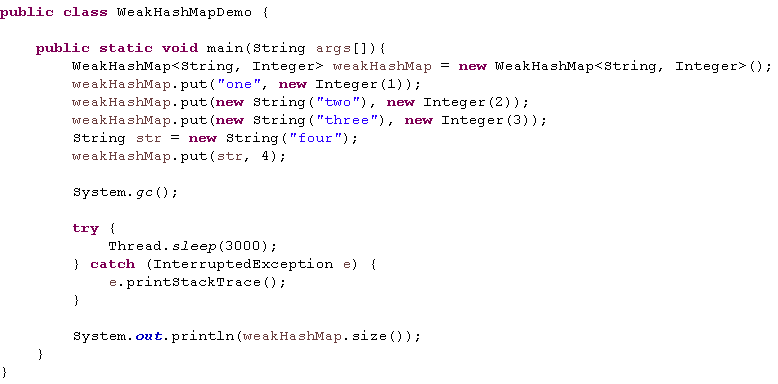 public class WeakHashMapDemo {
public static void main(String args[]){
WeakHashMap<String, Integer> weakHashMap = new WeakHashMap<String, Integer>();
weakHashMap.put("one", new Integer(1));
weakHashMap.put(new String("two"), new Integer(2));
weakHashMap.put(new String("three"), new Integer(3));
String str = new String("four");
weakHashMap.put(str, 4);
System.gc();
try {
Thread.sleep(3000);
} catch (InterruptedException e) {
e.printStackTrace();
}
System.out.println(weakHashMap.size());
}
}